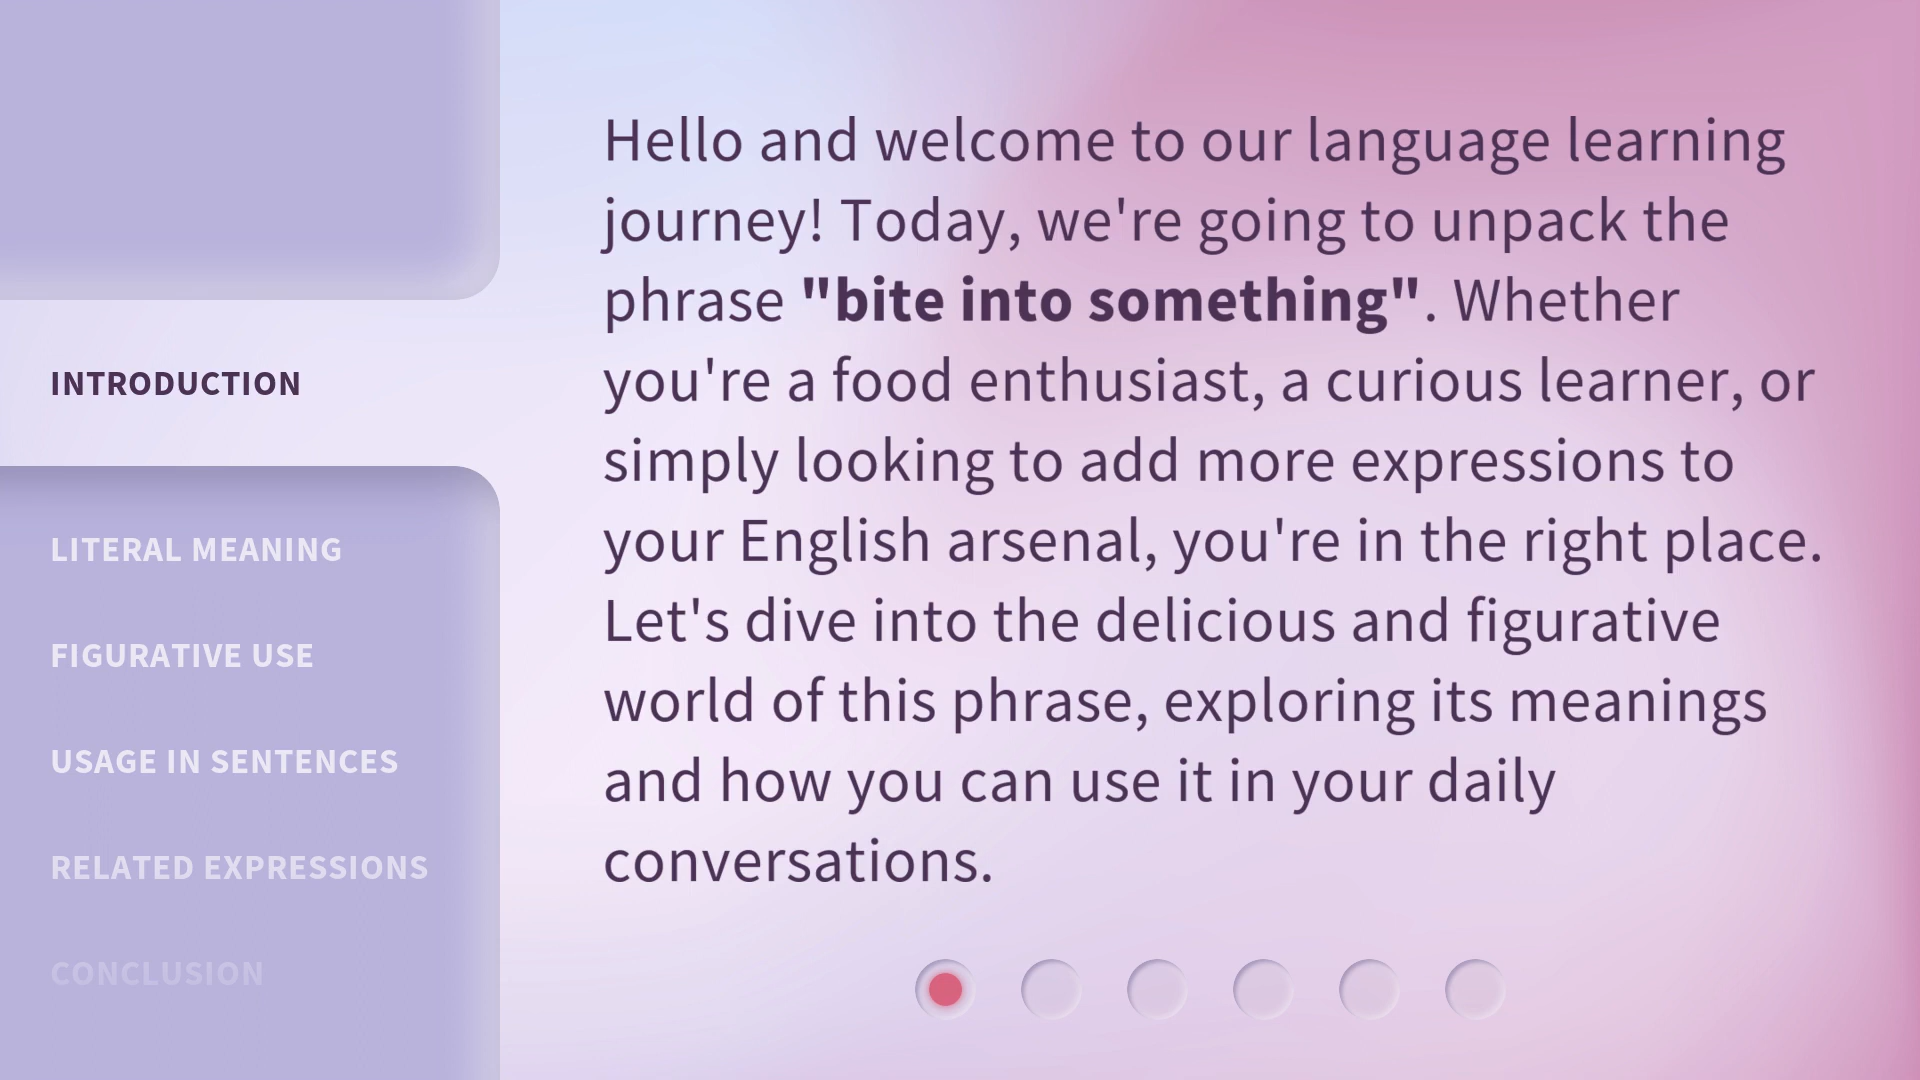 INTRODUCTION
LITERAL MEANING
FIGURATIVE USE
USAGE IN SENTENCES
RELATED EXPRESSIONS
CONCLUSION
Hello and welcome to our language learning
journey! Today, we're going to unpack the
phrase "bite into something". Whether
you're a food enthusiast, a curious learner, or
simply looking to add more expressions to
your English arsenal, you're in the right place.
Let's dive into the delicious and figurative
world of this phrase, exploring its meanings
and how you can use it in your daily
conversations.